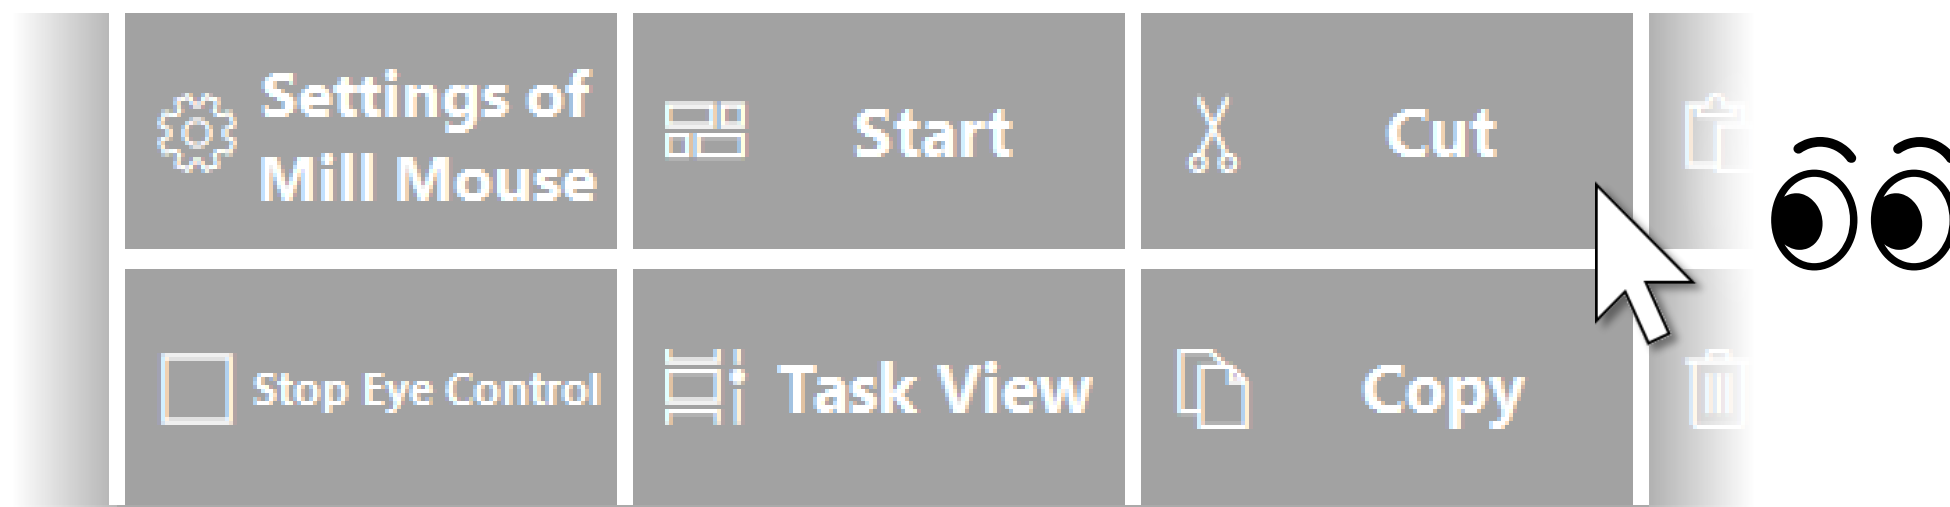 Settings of
Mill Mouse
Start
Cut
Stop Eye Control
Task View
Copy